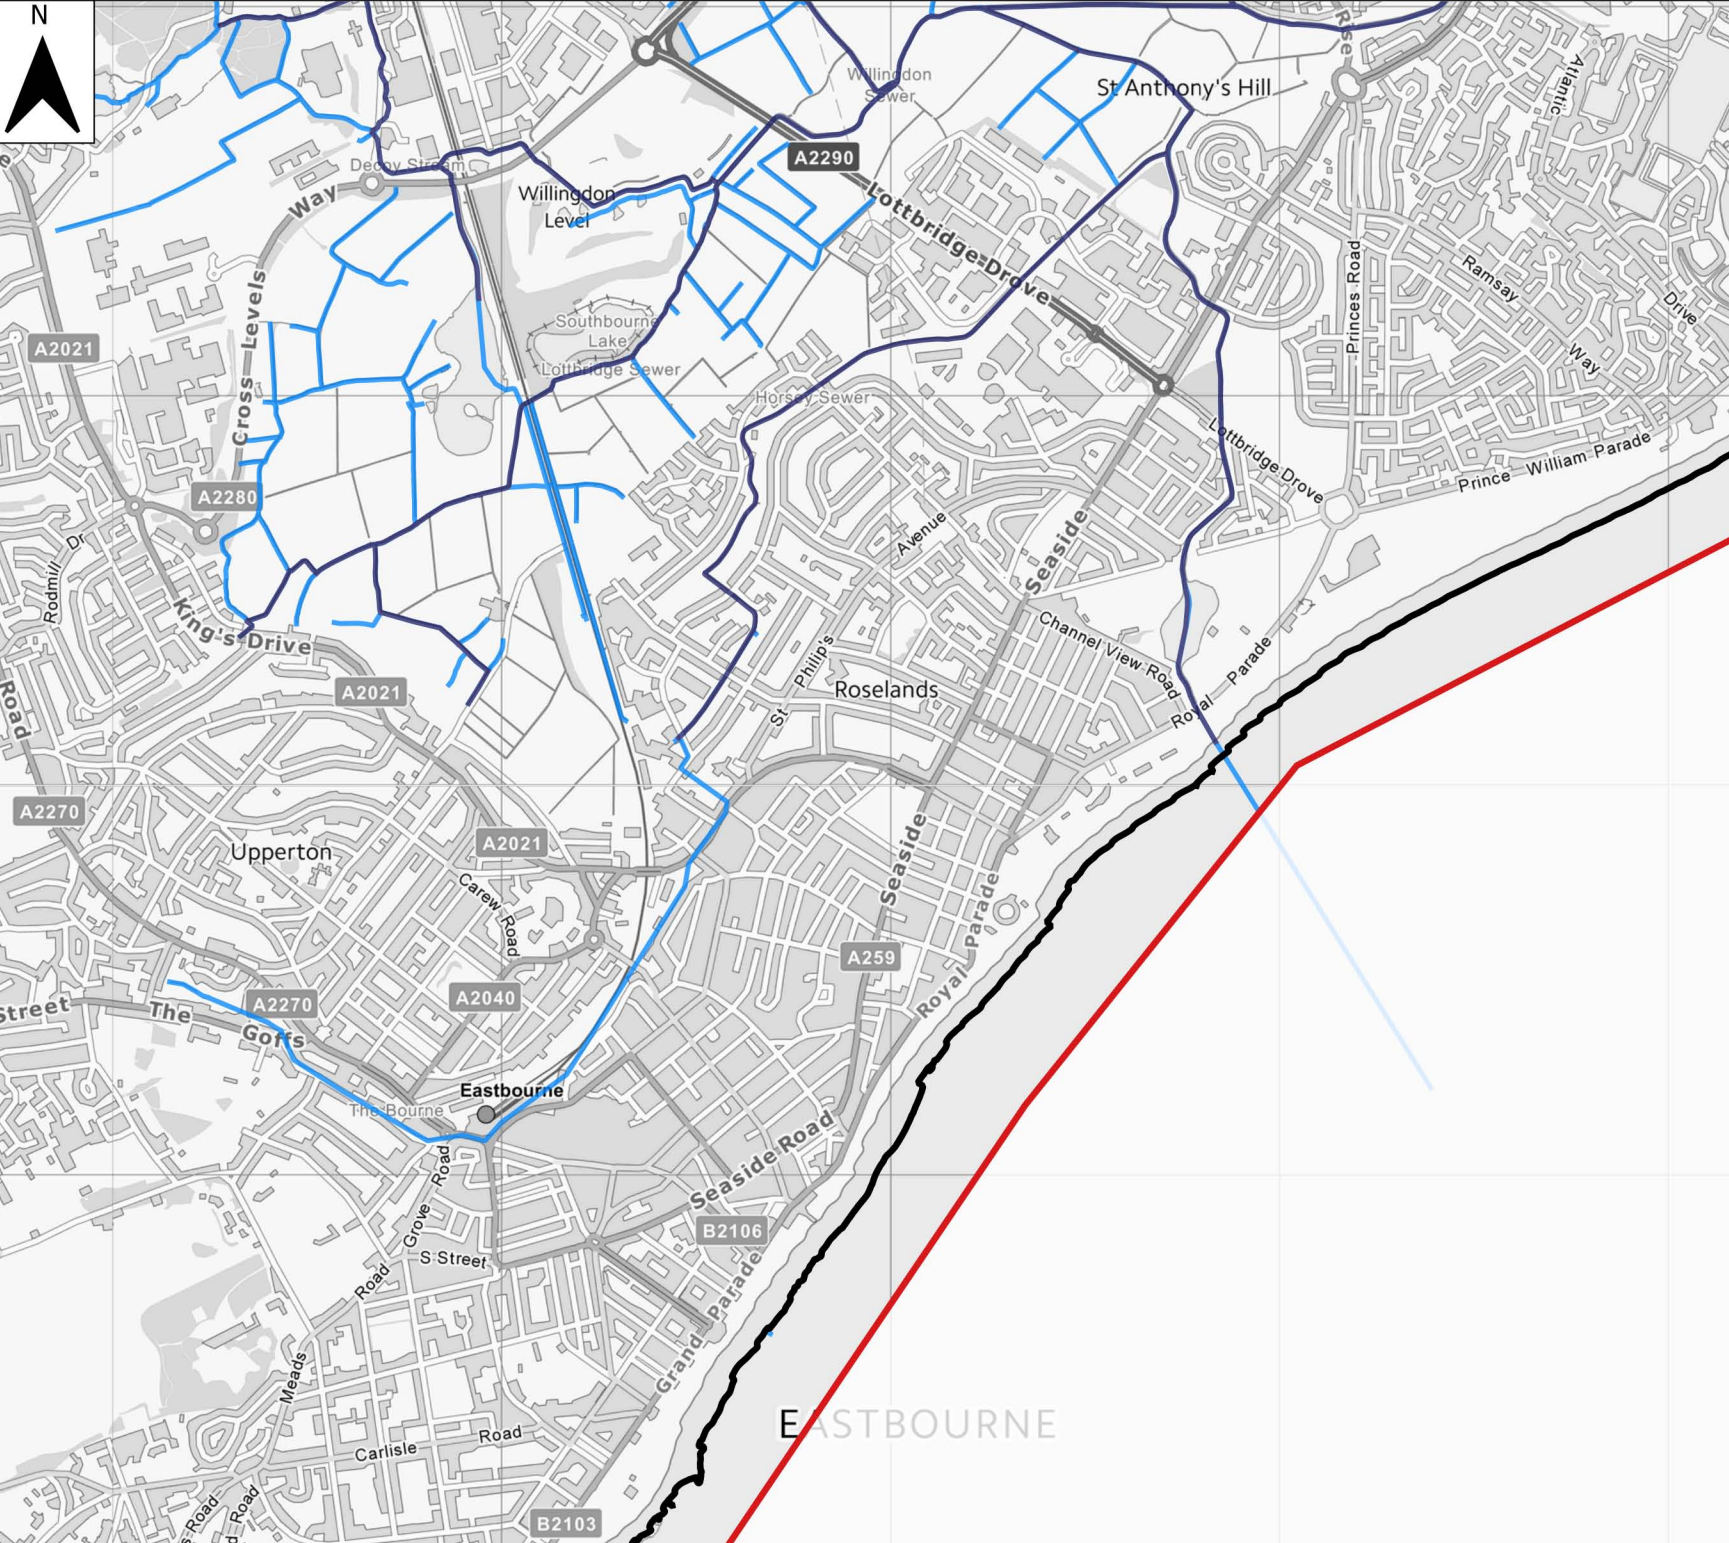 N
Rose
Atlantic
Willingdon
Sewer
St Anthony's Hill
A2290
Decoy Stream
Way
Willingdon
Level
Lottbridge Drove
Princes Road
Ramsay
Way
Drive
Cross Levels
Southbourne
Lake
Lottbridge Sewer
A2021
Horsey Sewer
Lottbridge Drove
Prince William Parade
A2280
Avenue
Seaside
Rodmill Dr
King's Drive
Channel View Road
Royal Parade
St Philip's
Roselands
Road
A2021
A2270
A2021
Upperton
Carew Road
Seaside
Royal Parade
A259
A2040
Street
The
Goffs
A2270
Eastbourne
The Bourne
Grove Road
Seaside Road
B2106
S Street
Road
Grand Parade
Meads
EASTBOURNE
Carlisle Road
s Road
d Road
B2103